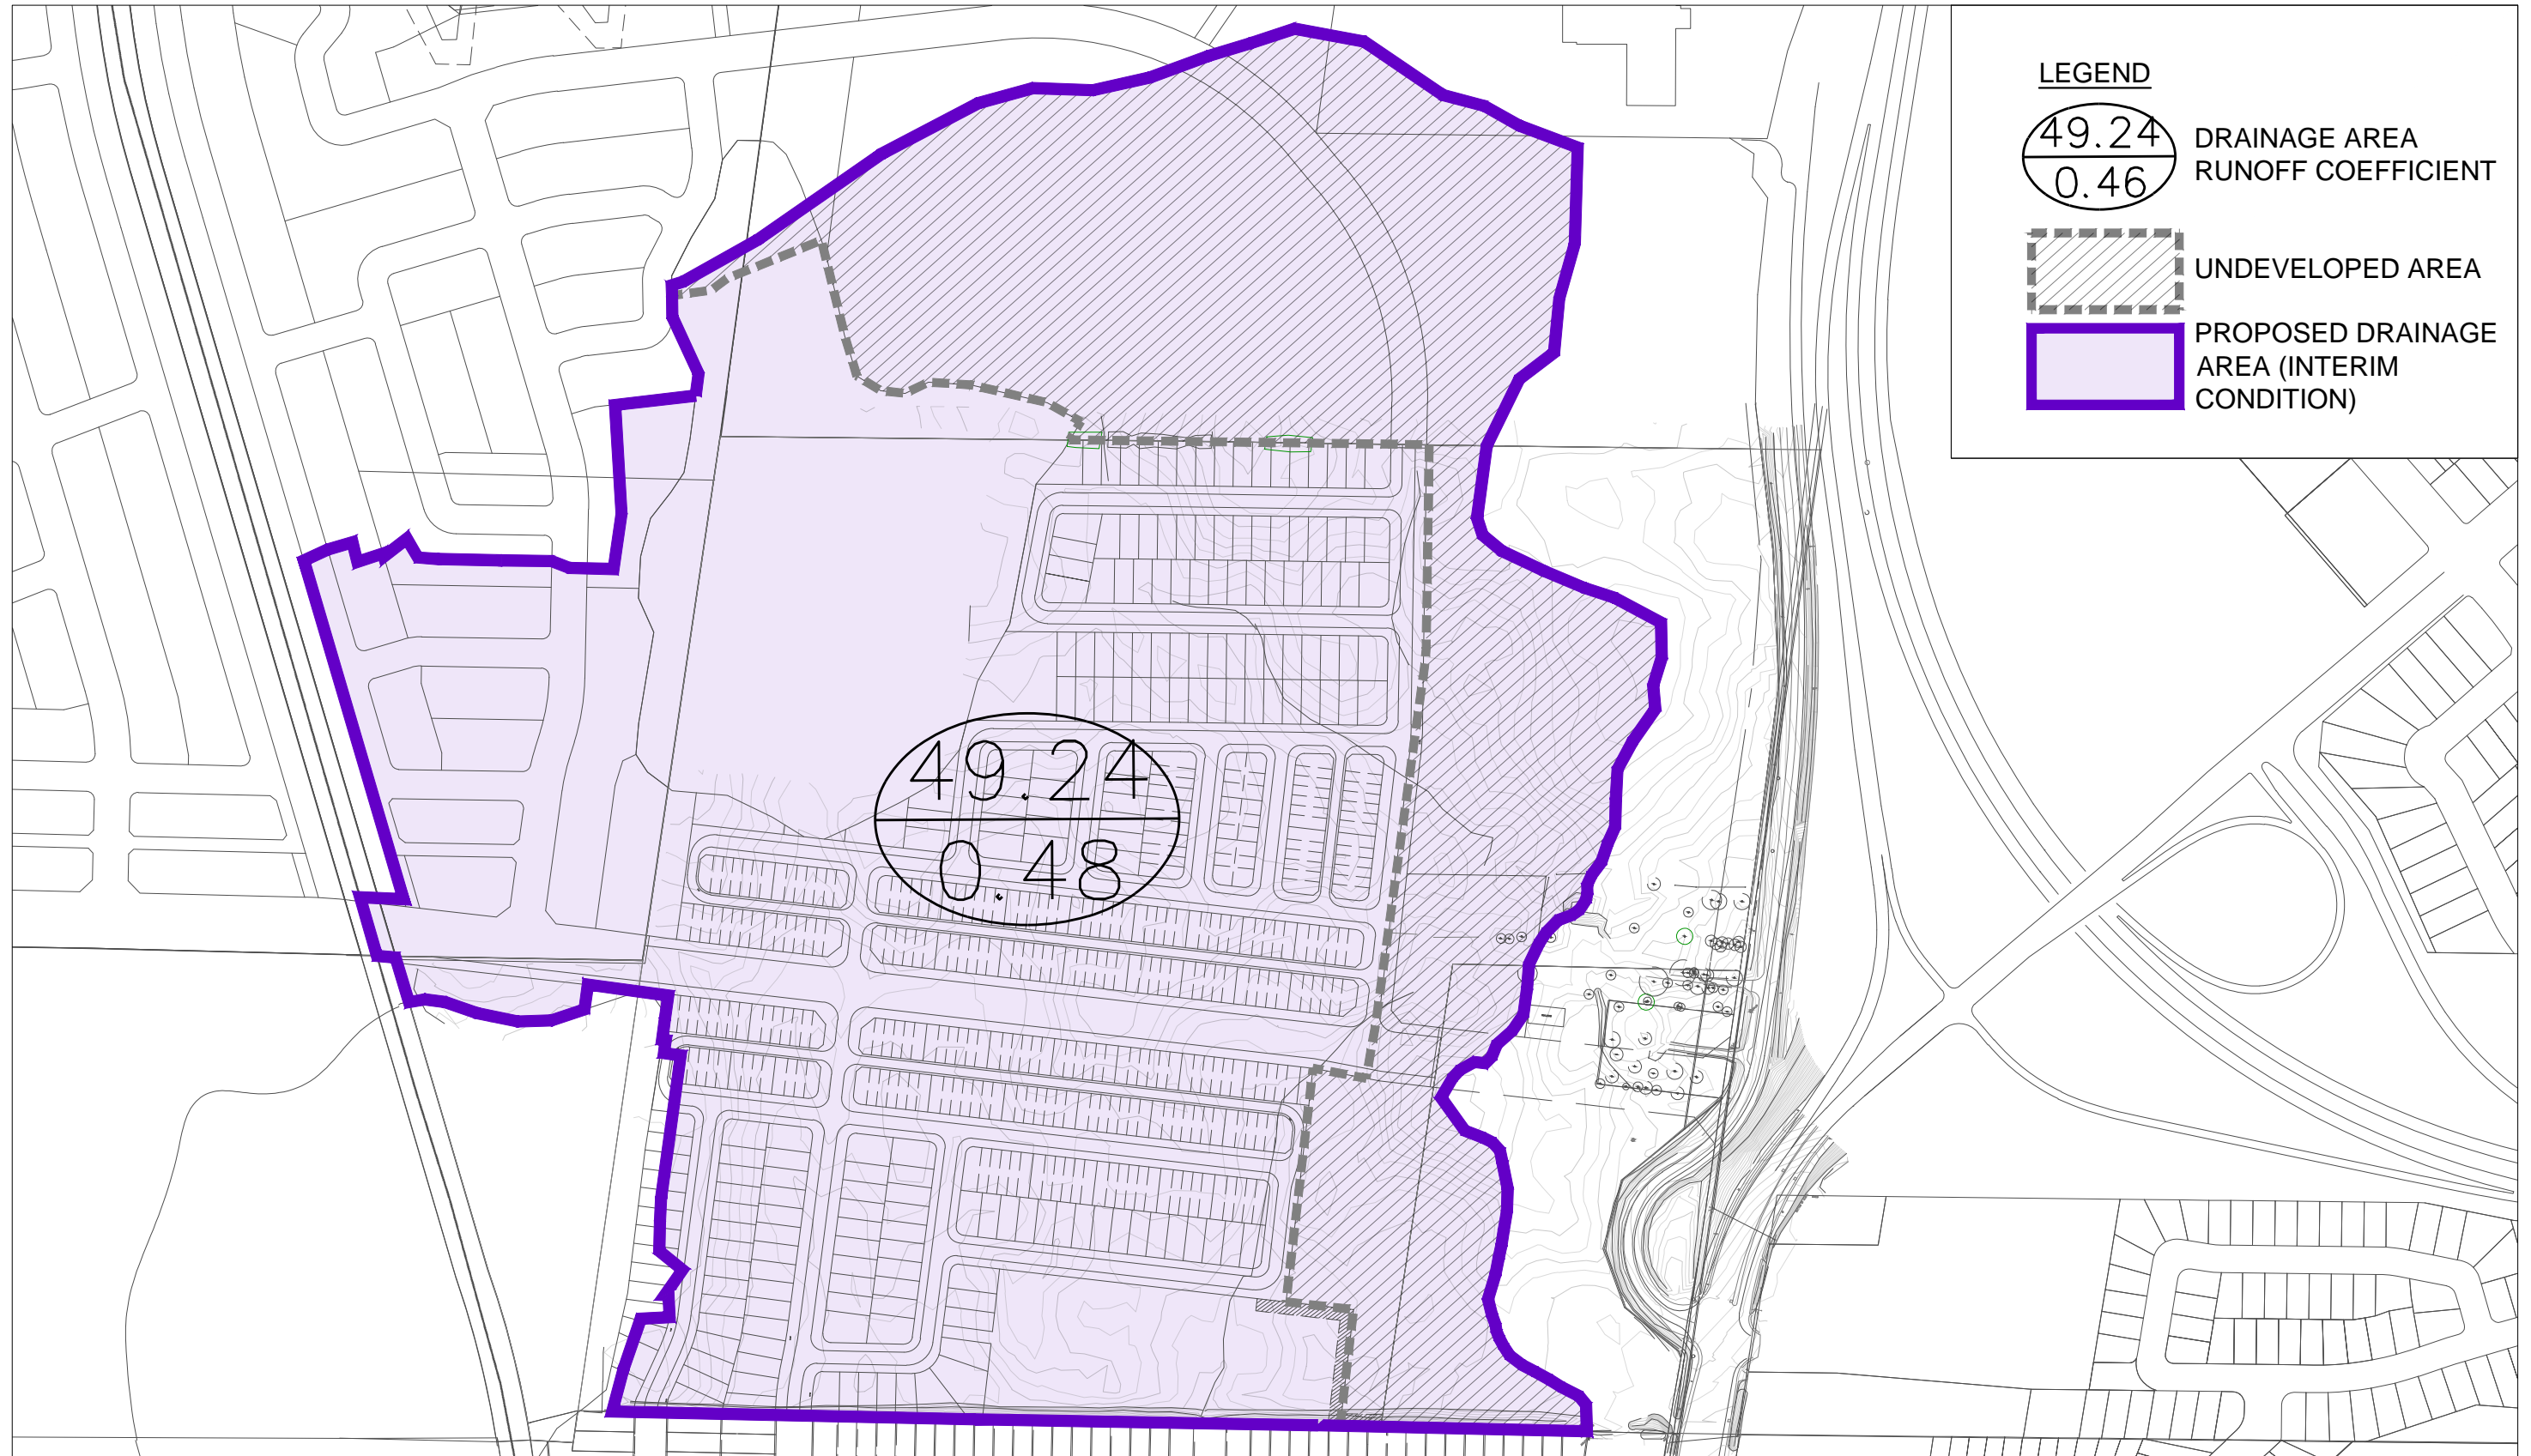 LEGEND
49.24
0.46
DRAINAGE AREA
RUNOFF COEFFICIENT
UNDEVELOPED AREA
PROPOSED DRAINAGE
AREA (INTERIM
CONDITION)
49.24
0.48